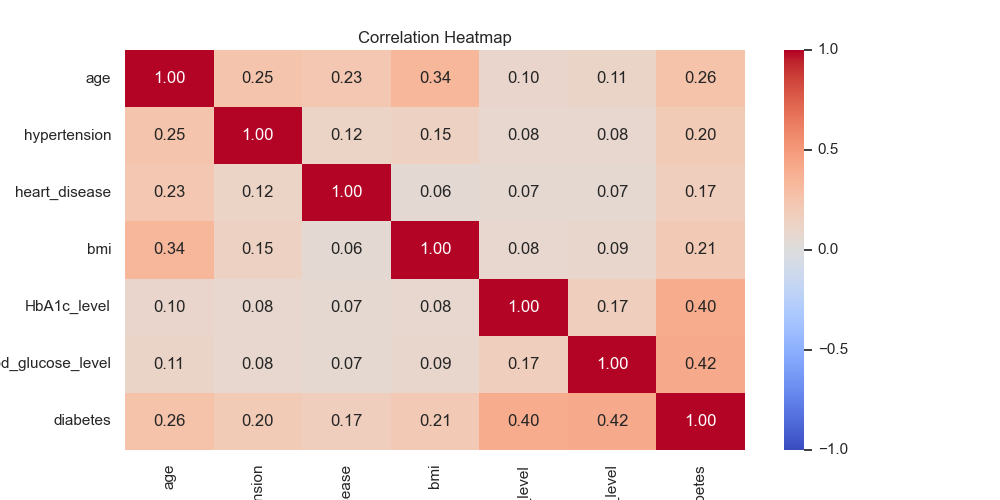 Correlation Heatmap
age 1.00 0.25 0.23 0.34 0.10 0.11 0.26
hypertension 0.25 1.00 0.12 0.15 0.08 0.08 0.20
heart_disease 0.23 0.12 1.00 0.06 0.07 0.07 0.17
bmi 0.34 0.15 0.06 1.00 0.08 0.09 0.21
HbA1c_level 0.10 0.08 0.07 0.08 1.00 0.17 0.40
od_glucose_level 0.11 0.08 0.07 0.09 0.17 1.00 0.42
diabetes 0.26 0.20 0.17 0.21 0.40 0.42 1.00
age nsion ease bmi _level _level betes
1.0
0.5
0.0
−0.5
−1.0